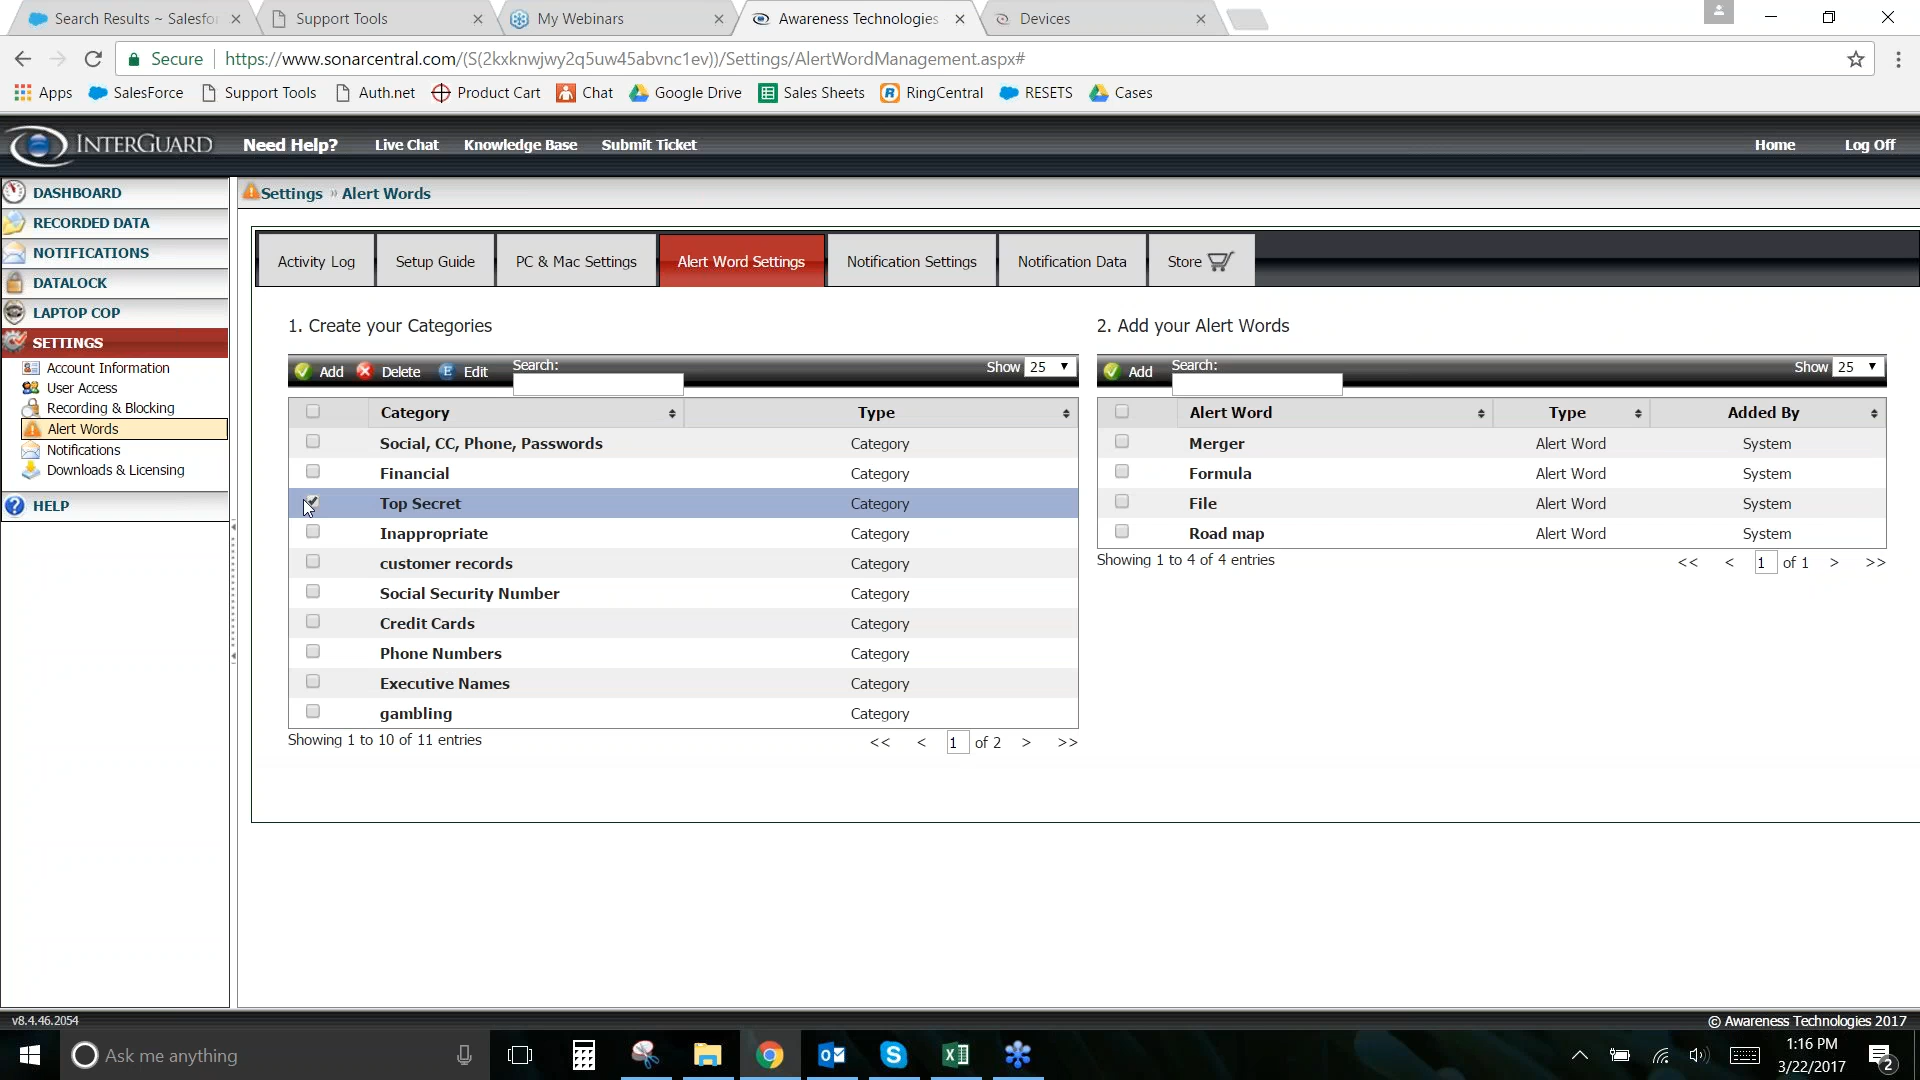 Search Results ~ Salesfor
Support Tools
My Webinars
Awareness Technologies
Devices
Secure
https://www.sonarcentral.com/(S(2kxknwjwy2q5uw45abvnc1ev))/Settings/AlertWordManagement.aspx#
Apps SalesForce Support Tools Auth.net Product Cart Chat Google Drive Sales Sheets RingCentral RESETS Cases
INTERGUARD
Need Help? Live Chat Knowledge Base Submit Ticket Home Log Off
DASHBOARD
RECORDED DATA
NOTIFICATIONS
DATALOCK
LAPTOP COP
SETTINGS
Account Information
User Access
Recording & Blocking
Alert Words
Notifications
Downloads & Licensing
HELP
Settings » Alert Words
Activity Log Setup Guide PC & Mac Settings Alert Word Settings Notification Settings Notification Data Store
1. Create your Categories
Add Delete E Edit Search: Show 25
Category Type
Social, CC, Phone, Passwords Category
Financial Category
Top Secret Category
Inappropriate Category
customer records Category
Social Security Number Category
Credit Cards Category
Phone Numbers Category
Executive Names Category
gambling Category
Showing 1 to 10 of 11 entries << < 1 of 2 > >>
2. Add your Alert Words
Add Search: Show 25
Alert Word Type Added By
Merger Alert Word System
Formula Alert Word System
File Alert Word System
Road map Alert Word System
Showing 1 to 4 of 4 entries << < 1 of 1 > >>
v8.4.46.2054
© Awareness Technologies 2017
Ask me anything
1:16 PM
3/22/2017
2